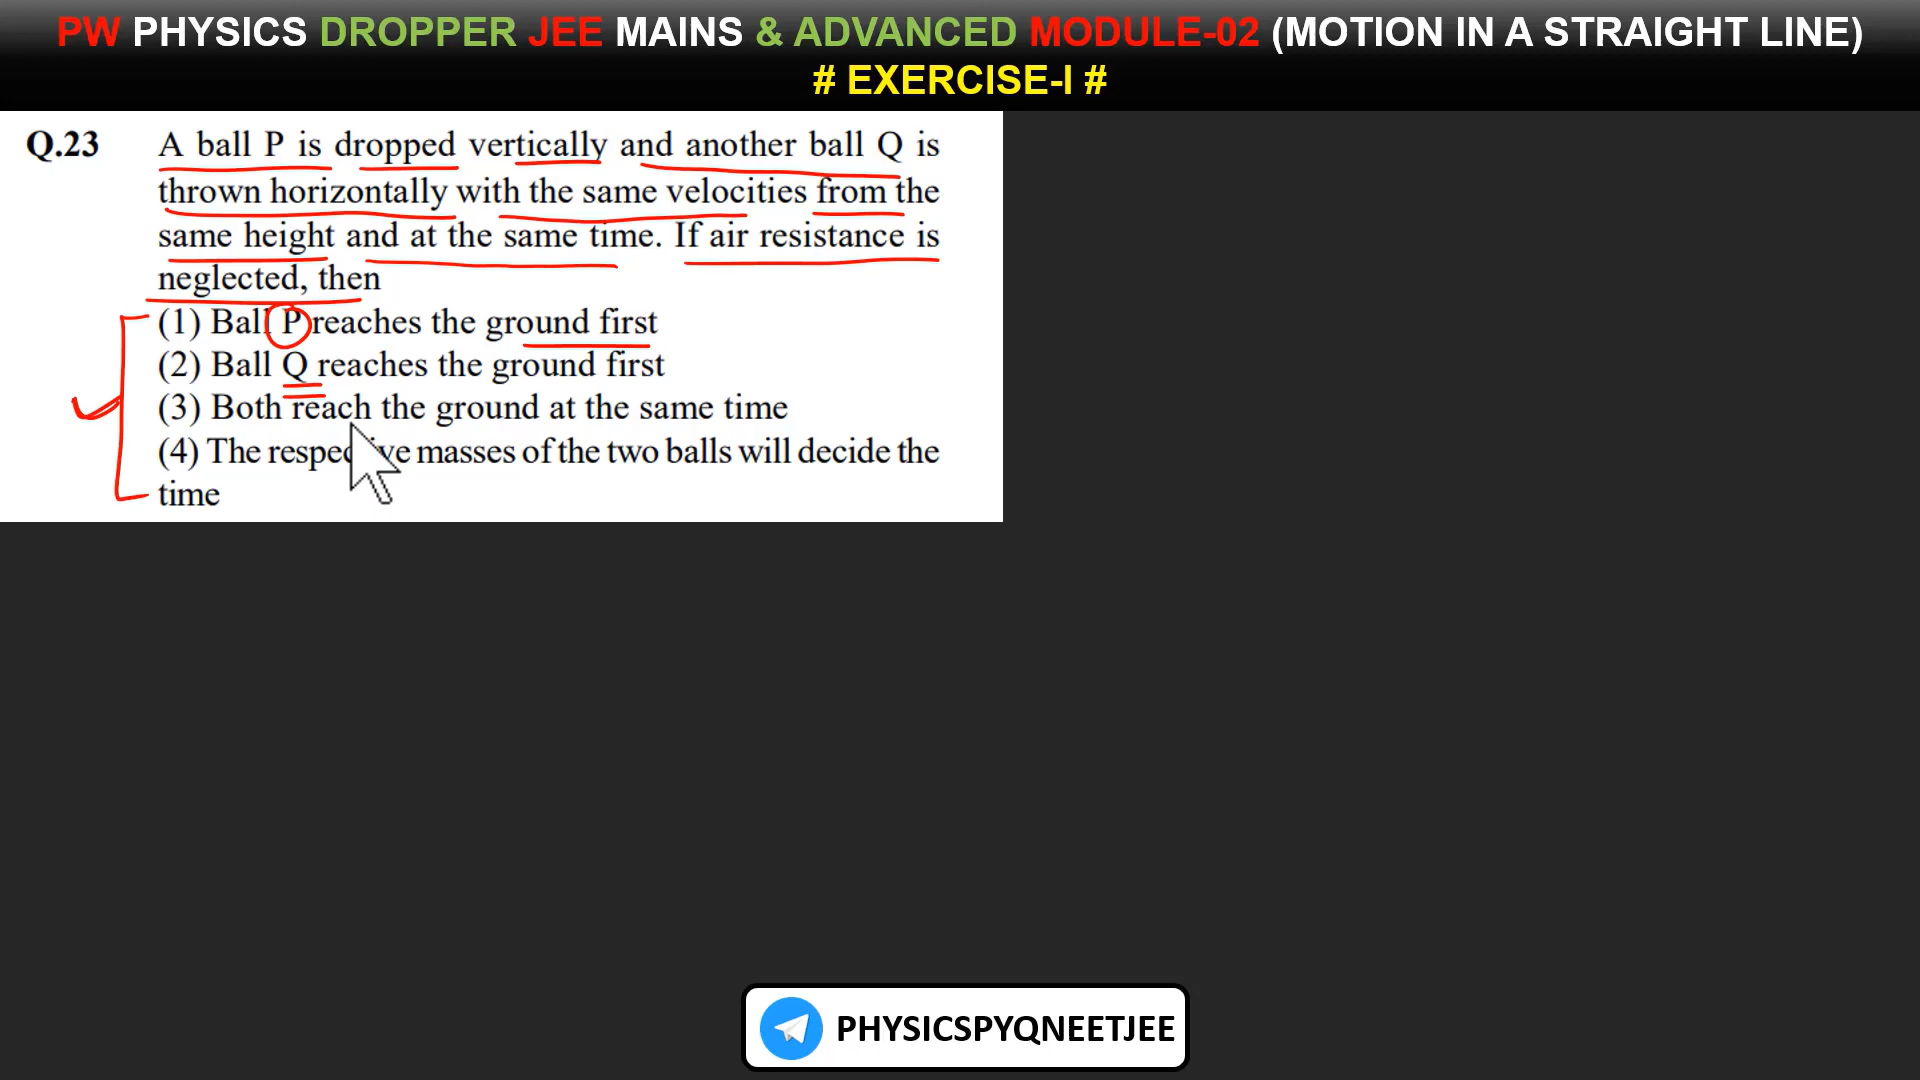 PW PHYSICS DROPPER JEE MAINS & ADVANCED MODULE-02 (MOTION IN A STRAIGHT LINE)
# EXERCISE-I #
Q.23 A ball P is dropped vertically and another ball Q is
thrown horizontally with the same velocities from the
same height and at the same time. If air resistance is
neglected, then
(1) Ball P reaches the ground first
(2) Ball Q reaches the ground first
(3) Both reach the ground at the same time
(4) The respective masses of the two balls will decide the
time
PHYSICSPYQNEETJEE